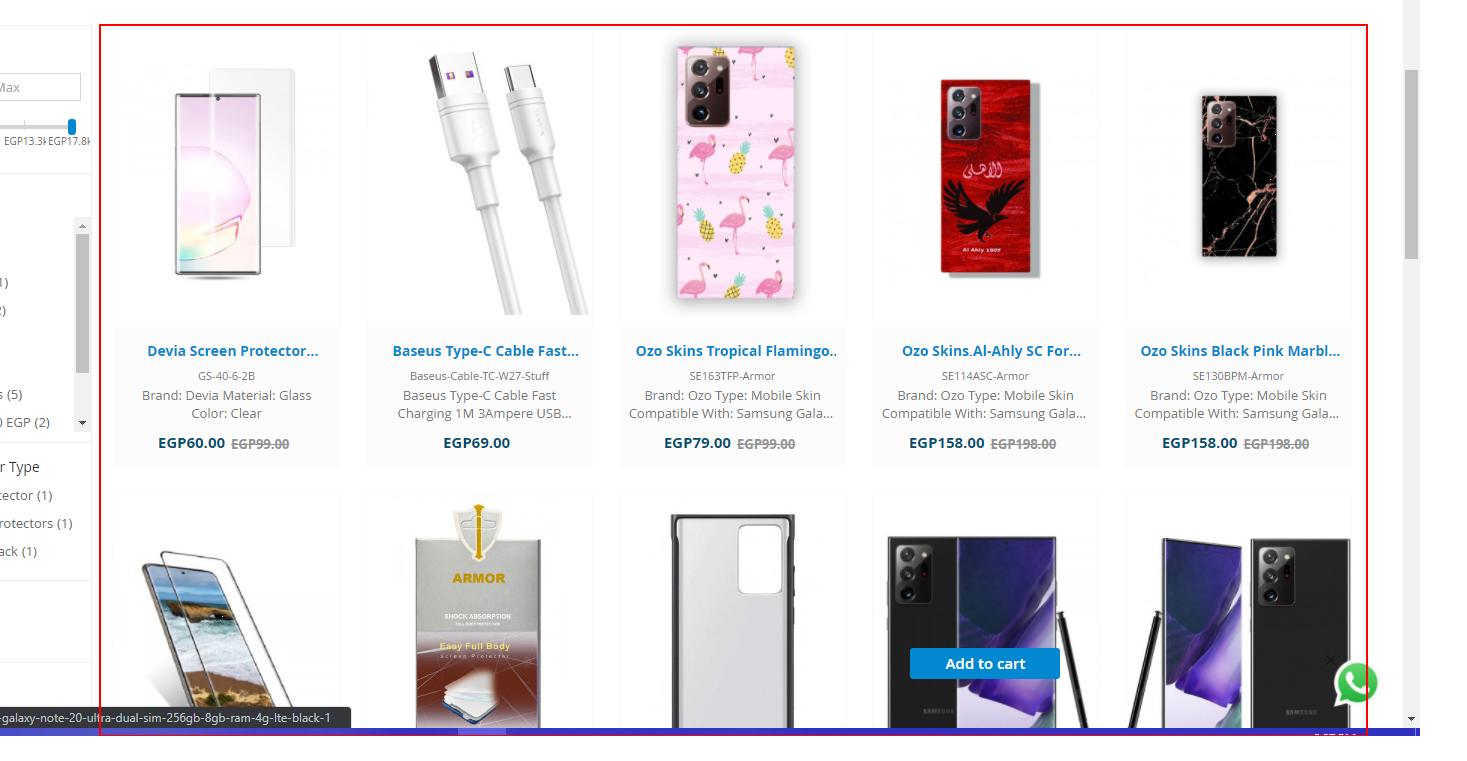 Max
EGP13.3k
EGP17.8k
1)
2)
s (5)
0 EGP (2)
r Type
tector (1)
rotectors (1)
ack (1)
الأهلي
Al Ahly 1907
Devia Screen Protector...
GS-40-6-2B
Brand: Devia Material: Glass
Color: Clear
EGP60.00 EGP99.00
Baseus Type-C Cable Fast...
Baseus-Cable-TC-W27-Stuff
Baseus Type-C Cable Fast
Charging 1M 3Ampere USB...
EGP69.00
Ozo Skins Tropical Flamingo..
SE163TFP-Armor
Brand: Ozo Type: Mobile Skin
Compatible With: Samsung Gala...
EGP79.00 EGP99.00
Ozo Skins.Al-Ahly SC For...
SE114ASC-Armor
Brand: Ozo Type: Mobile Skin
Compatible With: Samsung Gala...
EGP158.00 EGP198.00
Ozo Skins Black Pink Marbl...
SE130BPM-Armor
Brand: Ozo Type: Mobile Skin
Compatible With: Samsung Gala...
EGP158.00 EGP198.00
ARMOR
SHOCK ABSORPTION
FULL BODY PROTECTION
Easy Full Body
Screen Protector
Add to cart
SAMSUNG
SAMSUNG
-galaxy-note-20-ultra-dual-sim-256gb-8gb-ram-4g-lte-black-1